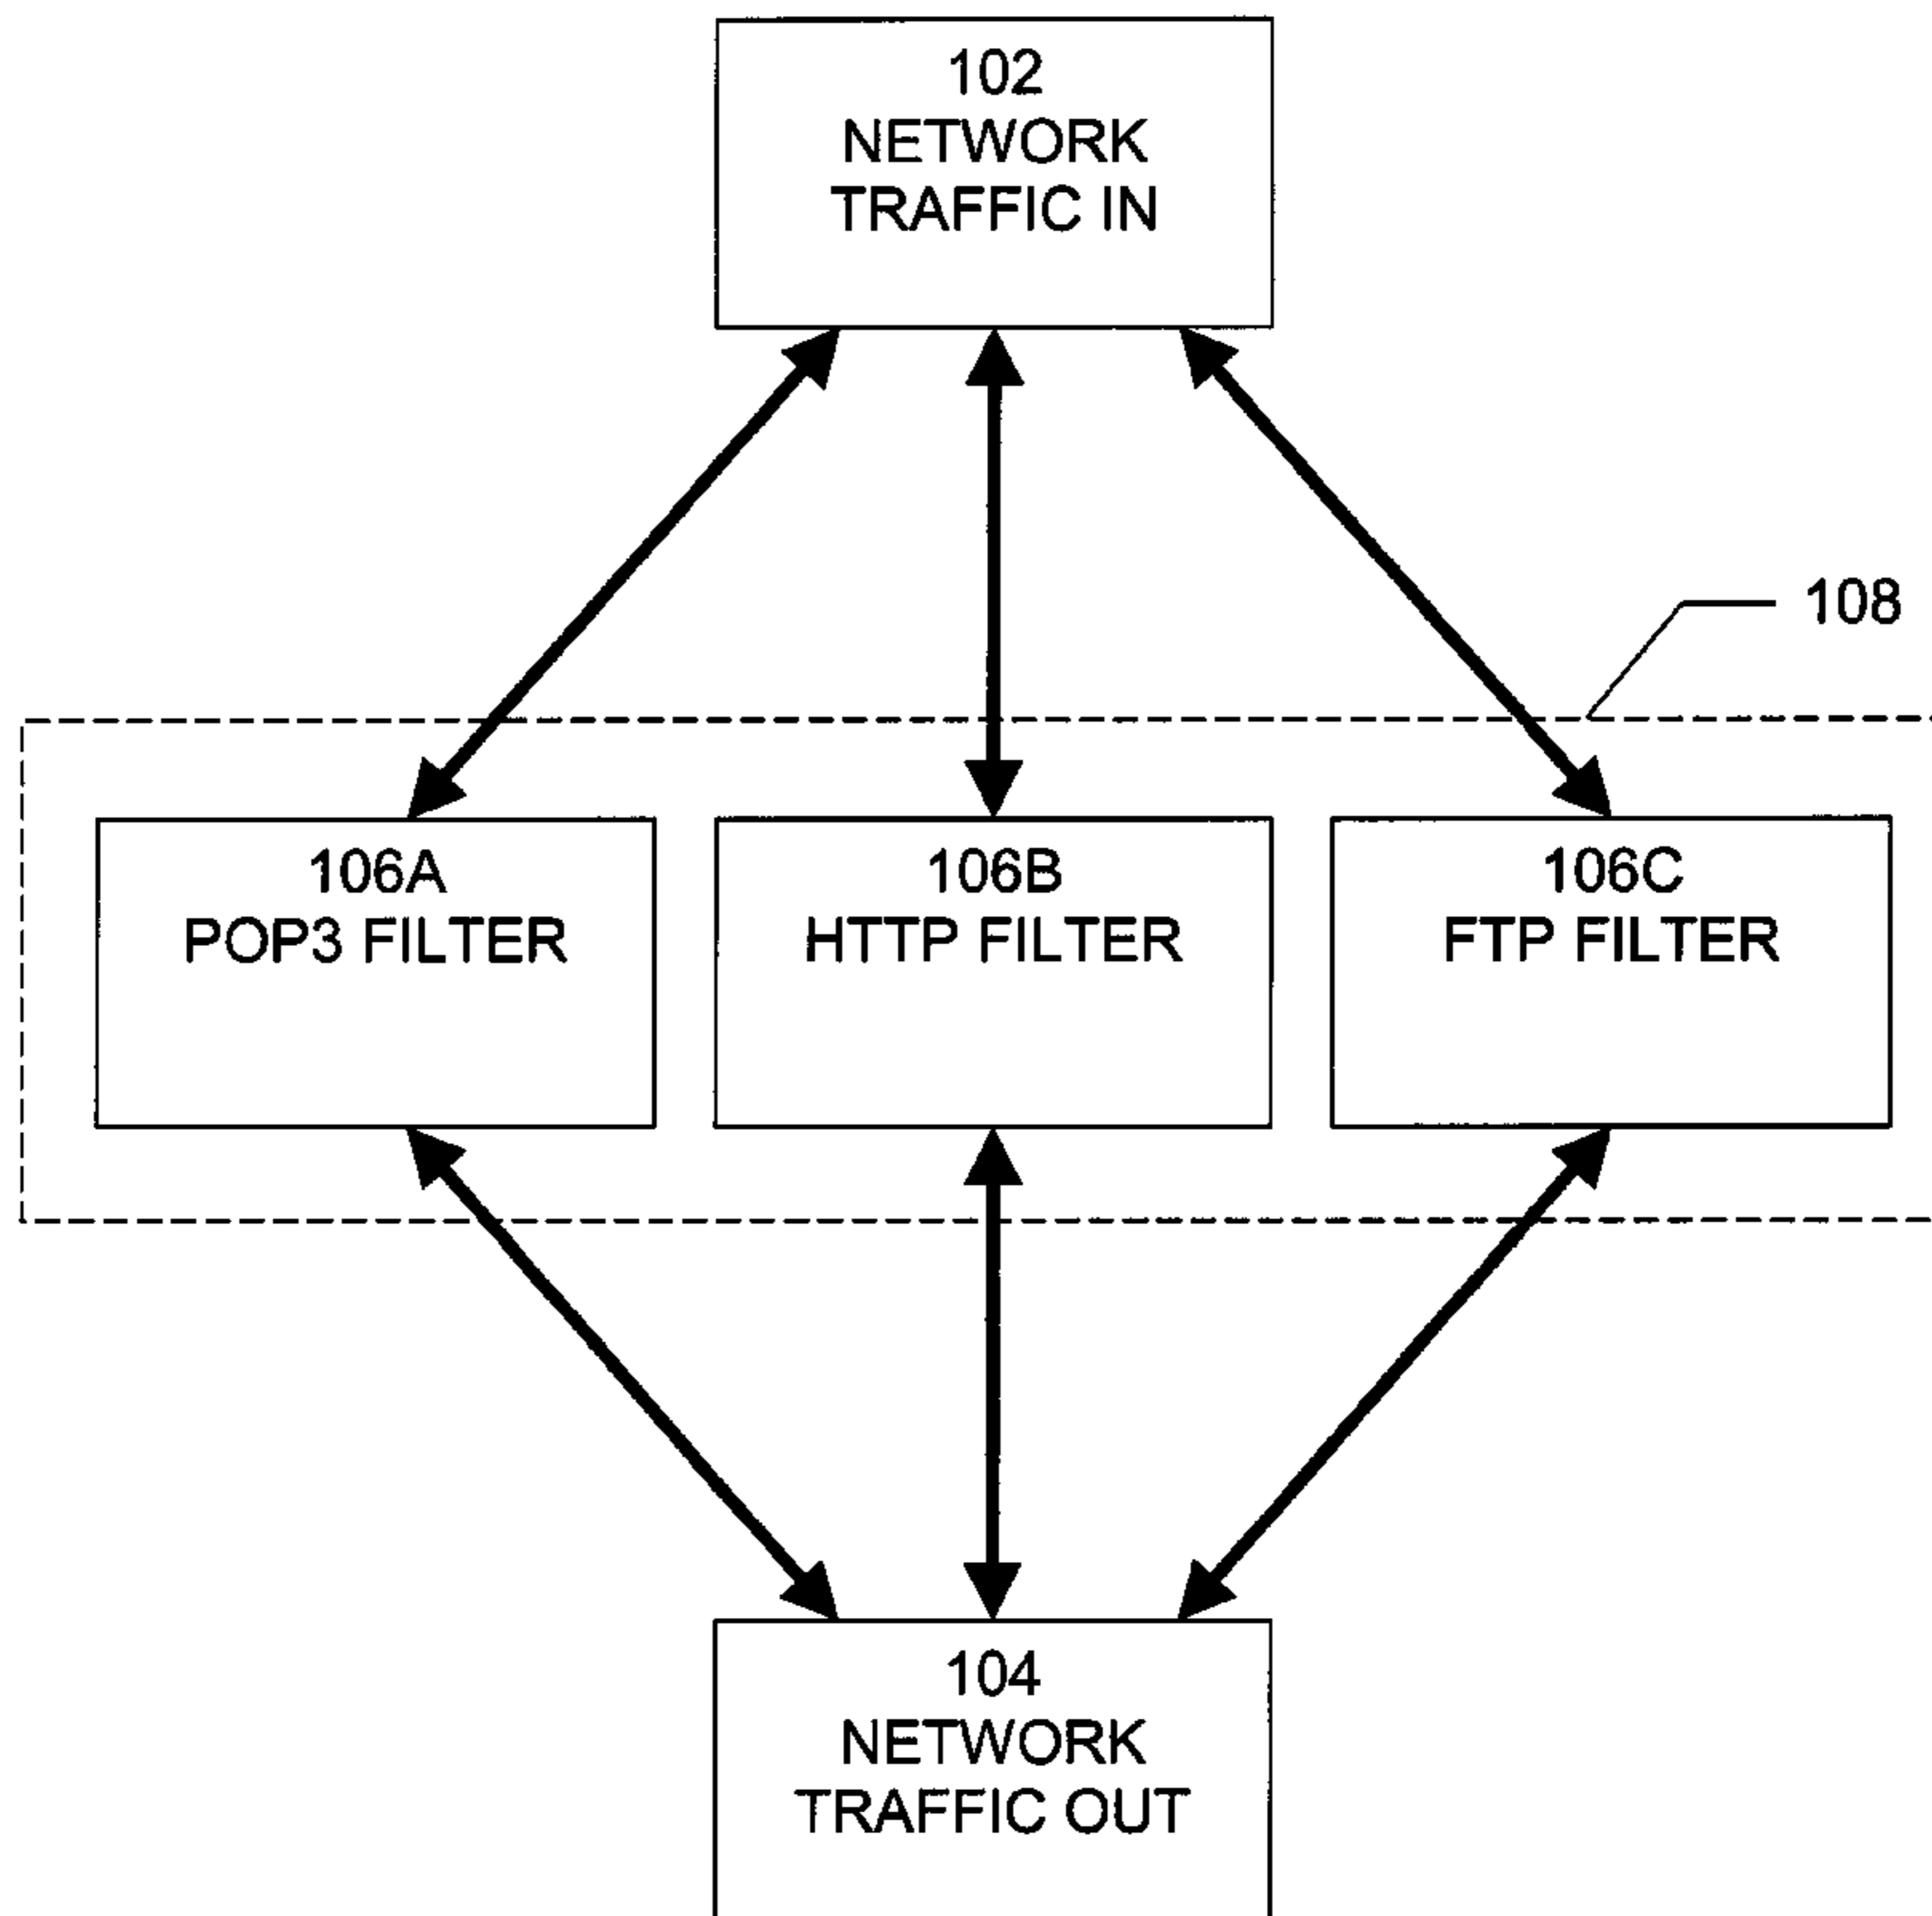 102
NETWORK
TRAFFIC IN
108
106A
POP3 FILTER
106B
HTTP FILTER
106C
FTP FILTER
104
NETWORK
TRAFFIC OUT